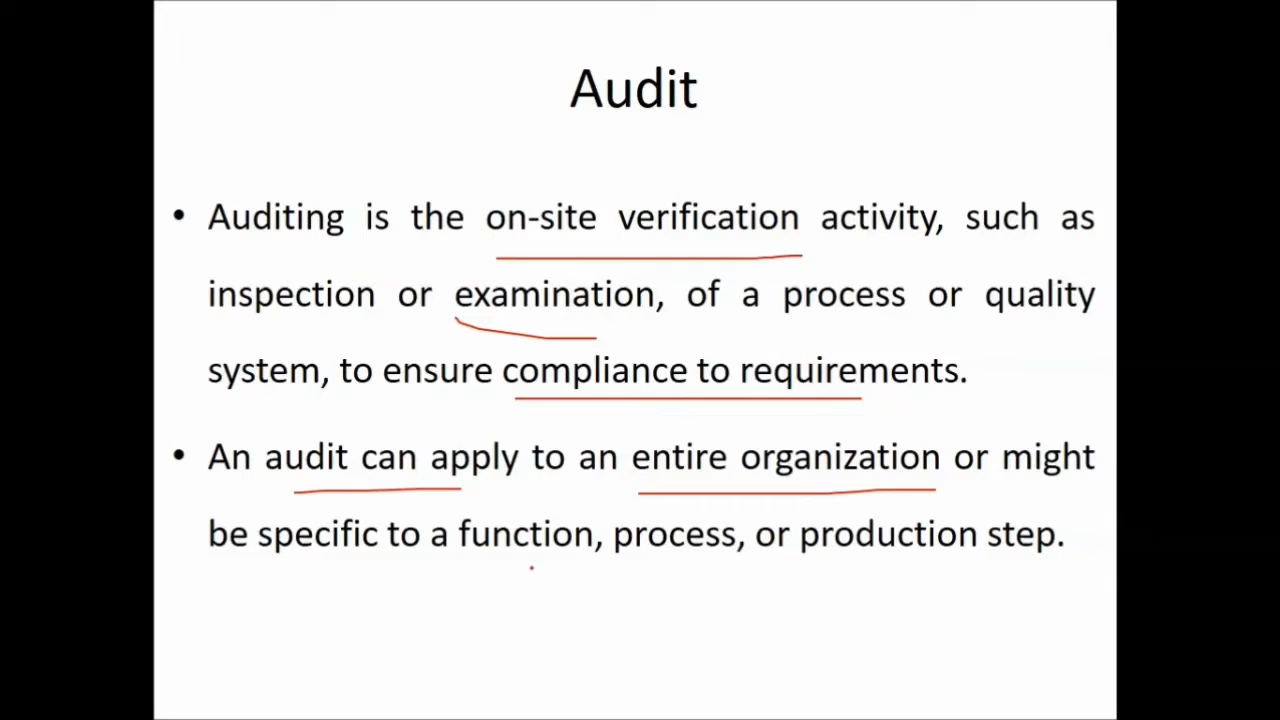 Audit
• Auditing is the on-site verification activity, such as
inspection or examination, of a process or quality
system, to ensure compliance to requirements.
• An audit can apply to an entire organization or might
be specific to a function, process, or production step.